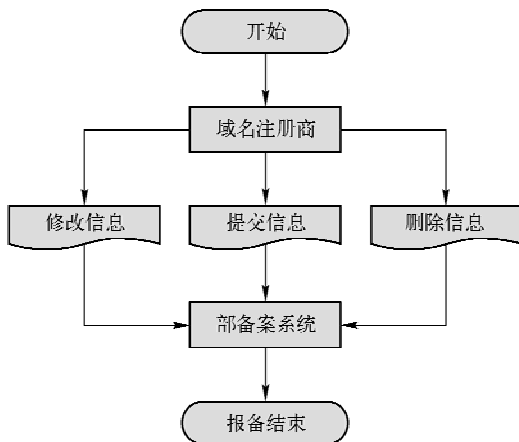 开始
域名注册商
修改信息
提交信息
删除信息
部备案系统
报备结束